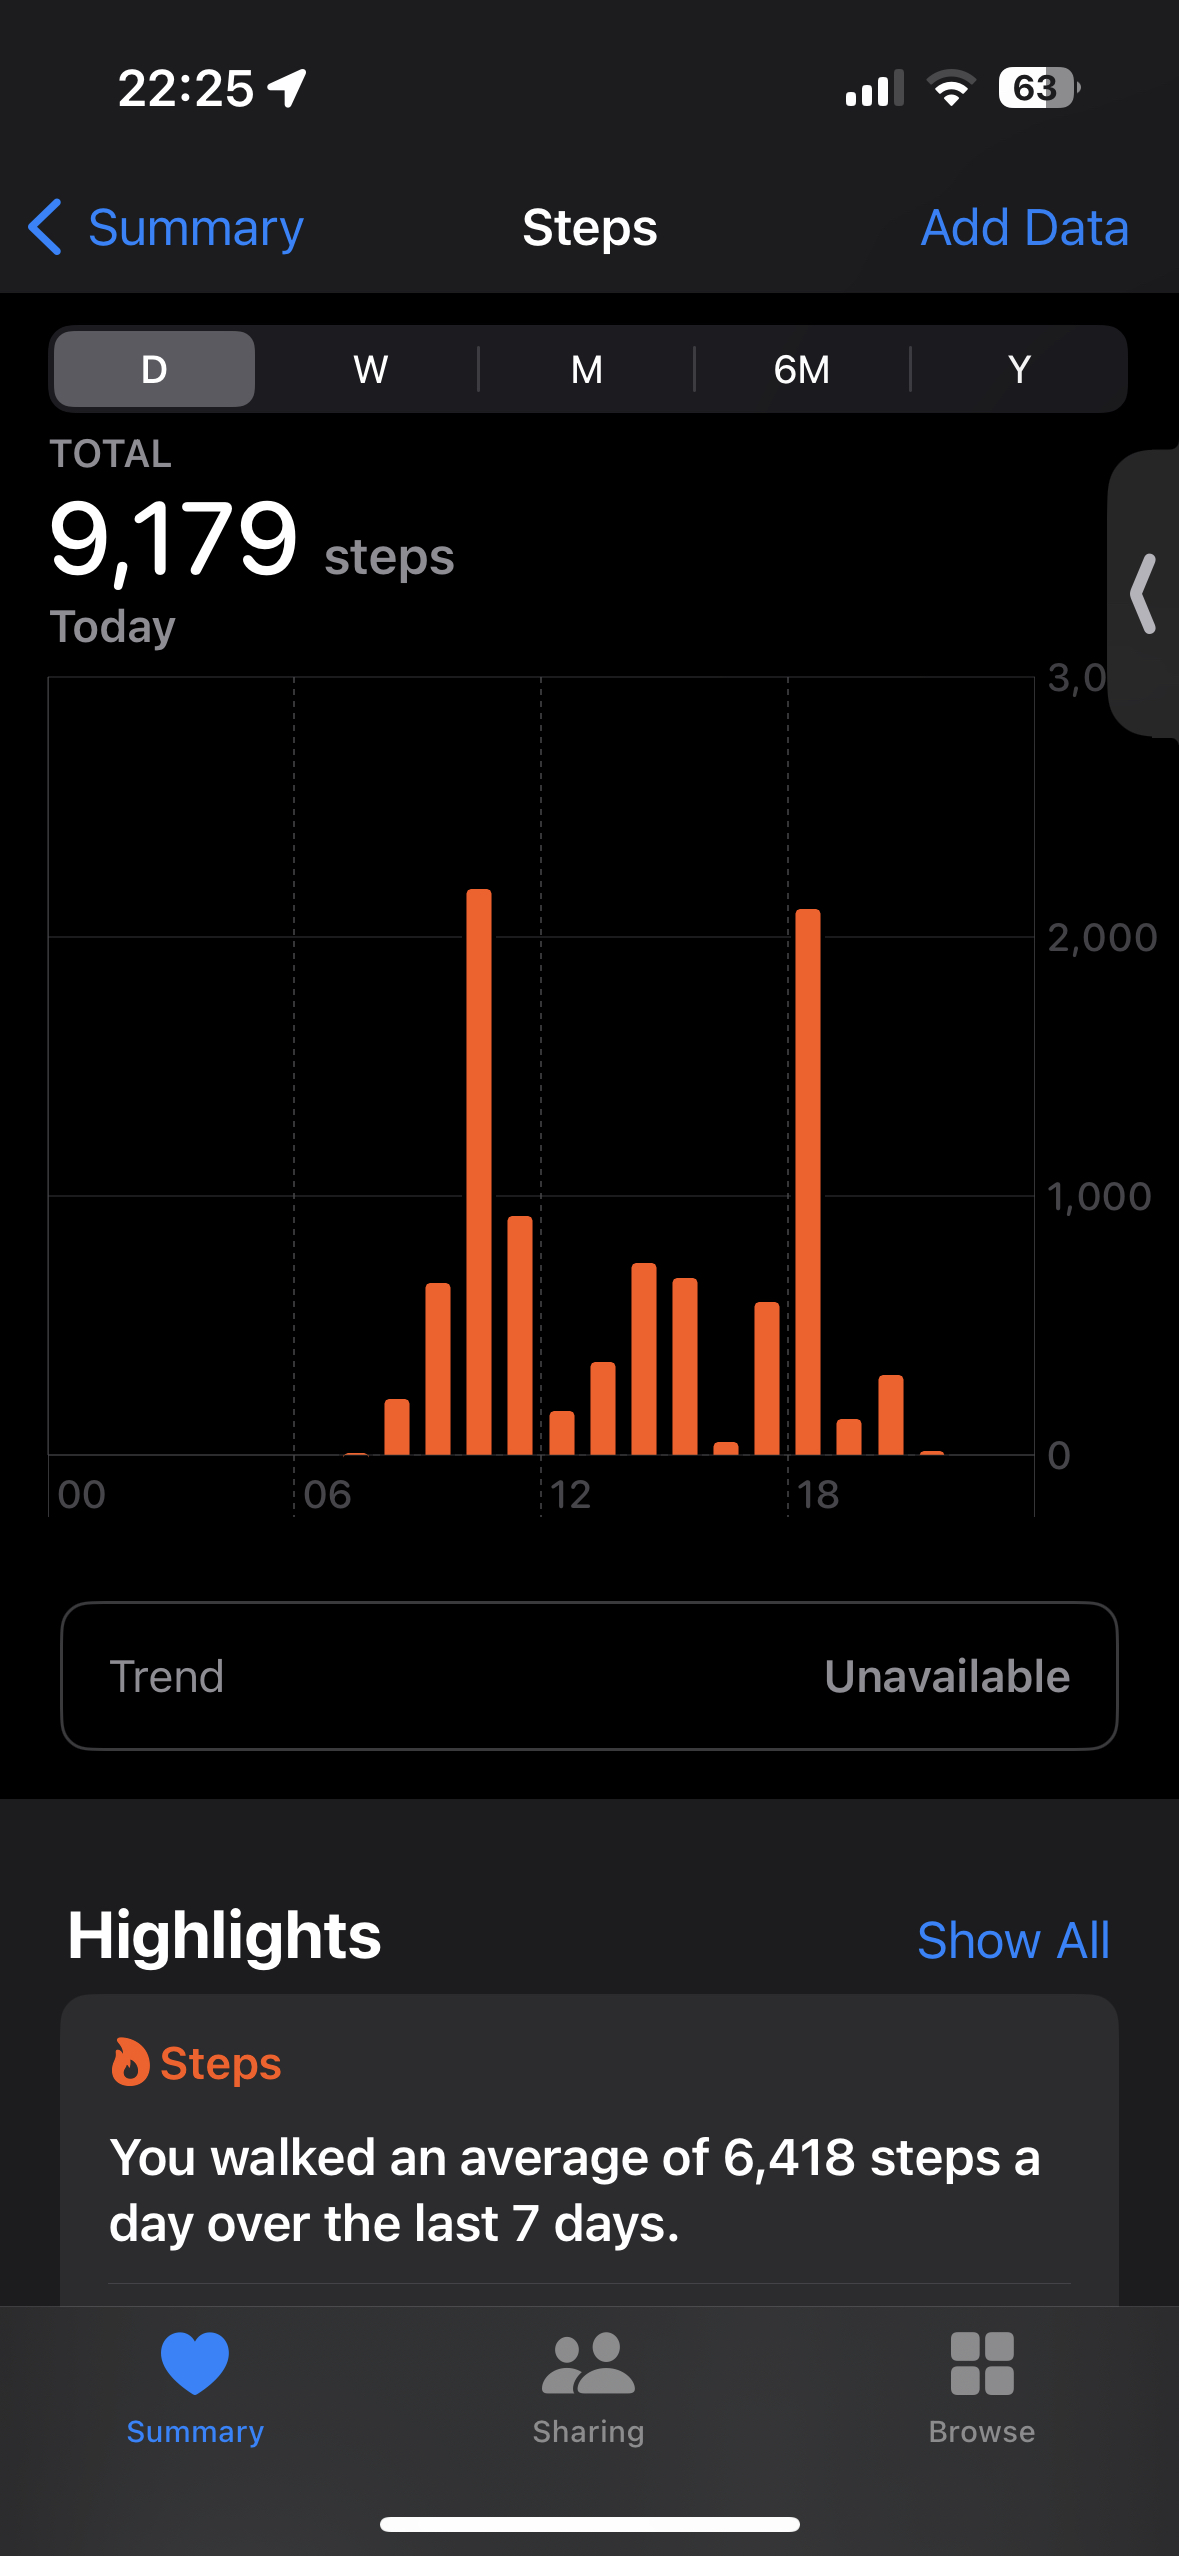 22:25
63
Summary
Steps
Add Data
D W M 6M Y
TOTAL
9,179 steps
Today
3,0
2,000
1,000
0
00 06 12 18
Trend
Unavailable
Highlights
Show All
Steps
You walked an average of 6,418 steps a
day over the last 7 days.
Summary
Sharing
Browse